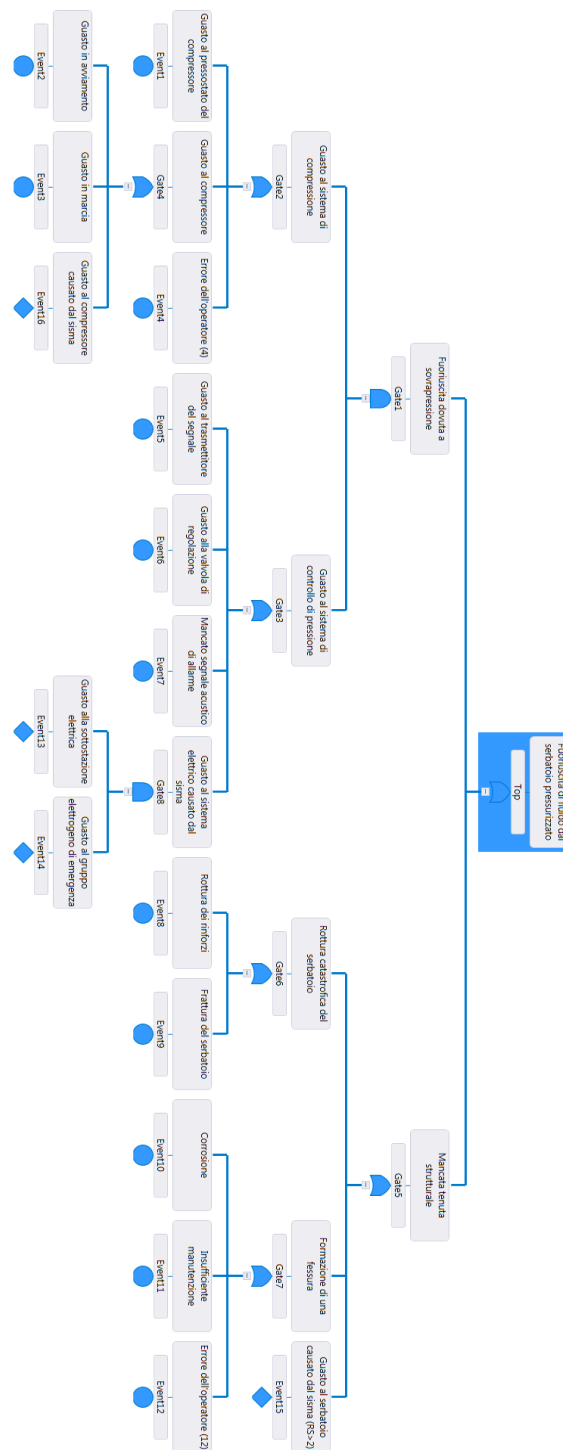 Fuoriuscita di fluido dal
serbatoio pressurizzato
Top
Fuoriuscita dovuta a
sovrapressione
Gate1
Mancata tenuta
strutturale
Gate5
Guasto al sistema di
compressione
Gate2
Guasto al sistema di
controllo di pressione
Gate3
Rottura catastrofica del
serbatoio
Gate6
Formazione di una
fessura
Gate7
Guasto al serbatoio
causato dal sisma (RS>2)
Event15
Guasto al pressostato del
compressore
Event1
Guasto al compressore
Gate4
Errore dell'operatore (4)
Event4
Guasto al trasmettitore
del segnale
Event5
Guasto alla valvola di
regolazione
Event6
Mancato segnale acustico
di allarme
Event7
Guasto al sistema
elettrico causato dal
sisma
Gate8
Rottura dei rinforzi
Event8
Frattura del serbatoio
Event9
Corrosione
Event10
Insufficiente
manutenzione
Event11
Errore dell'operatore (12)
Event12
Guasto in avviamento
Event2
Guasto in marcia
Event3
Guasto al compressore
causato dal sisma
Event16
Guasto alla sottostazione
elettrica
Event13
Guasto al gruppo
elettrogeno di emergenza
Event14